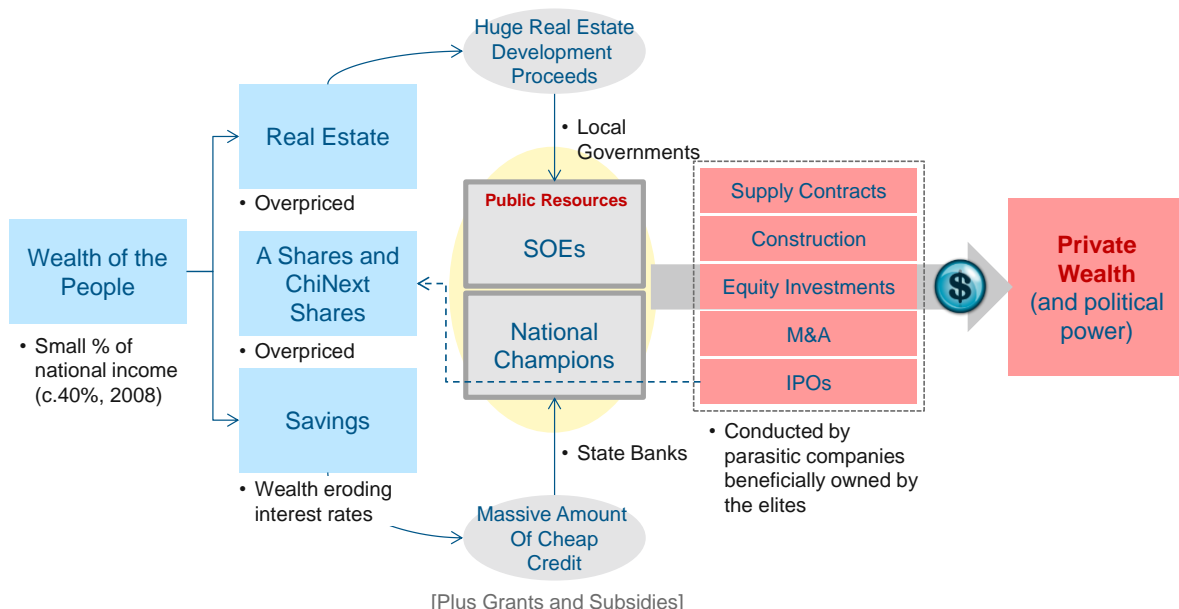 Huge Real Estate
Development
Proceeds
Real Estate
• Overpriced
• Local
Governments
Wealth of the
People
• Small % of
national income
(c.40%, 2008)
A Shares and
ChiNext
Shares
• Overpriced
Savings
• Wealth eroding
interest rates
Public Resources
SOEs
National
Champions
• State Banks
Massive Amount
Of Cheap
Credit
[Plus Grants and Subsidies]
Supply Contracts
Construction
Equity Investments
M&A
IPOs
• Conducted by
parasitic companies
beneficially owned by
the elites
$
Private
Wealth
(and political
power)